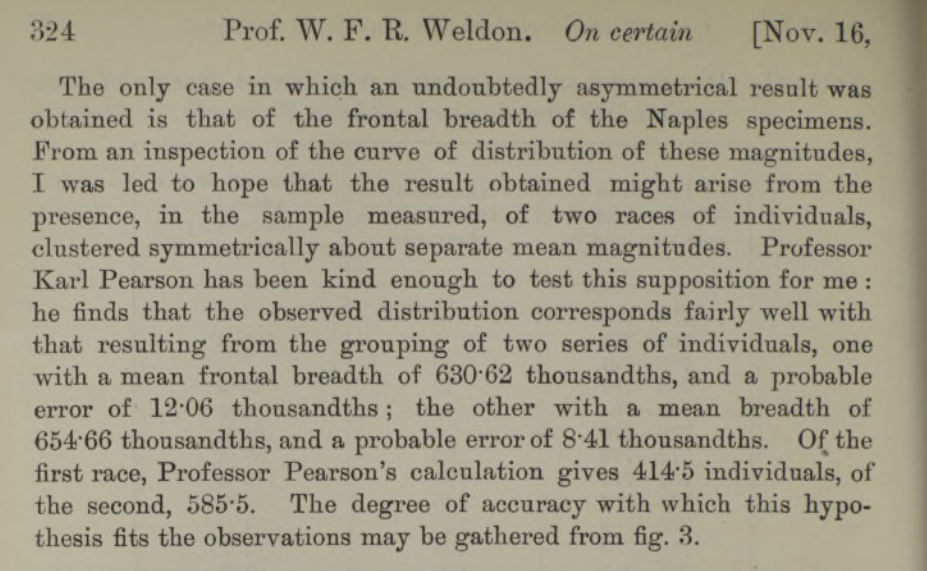 324 Prof. W. F. R. Weldon. On certain [Nov. 16,
The only case in which an undoubtedly asymmetrical result was
obtained is that of the frontal breadth of the Naples specimens.
From an inspection of the curve of distribution of these magnitudes,
I was led to hope that the result obtained might arise from the
presence, in the sample measured, of two races of individuals,
clustered symmetrically about separate mean magnitudes. Professor
Karl Pearson has been kind enough to test this supposition for me :
he finds that the observed distribution corresponds fairly well with
that resulting from the grouping of two series of individuals, one
with a mean frontal breadth of 630·62 thousandths, and a probable
error of 12·06 thousandths ; the other with a mean breadth of
654·66 thousandths, and a probable error of 8·41 thousandths. Of the
first race, Professor Pearson's calculation gives 414·5 individuals, of
the second, 585·5. The degree of accuracy with which this hypo-
thesis fits the observations may be gathered from fig. 3.